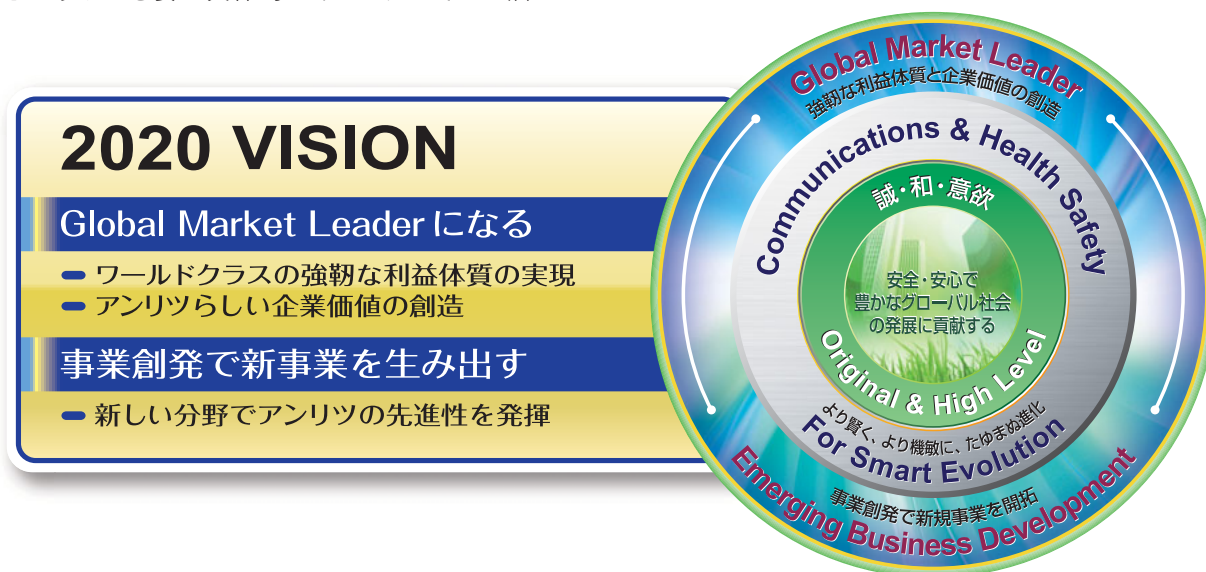 2020 VISION
Global Market Leaderになる
ワールドクラスの強靭な利益体質の実現
アンリツらしい企業価値の創造
事業創発で新事業を生み出す
新しい分野でアンリツの先進性を発揮
Global Market Leader
強靭な利益体質と企業価値の創造
Communications & Health Safety
誠・和・意欲
安全・安心で
豊かなグローバル社会
の発展に貢献する
Original & High Level
より賢く、より機敏に、たゆまぬ進化
For Smart Evolution
事業創発で新規事業を開拓
Emerging Business Development